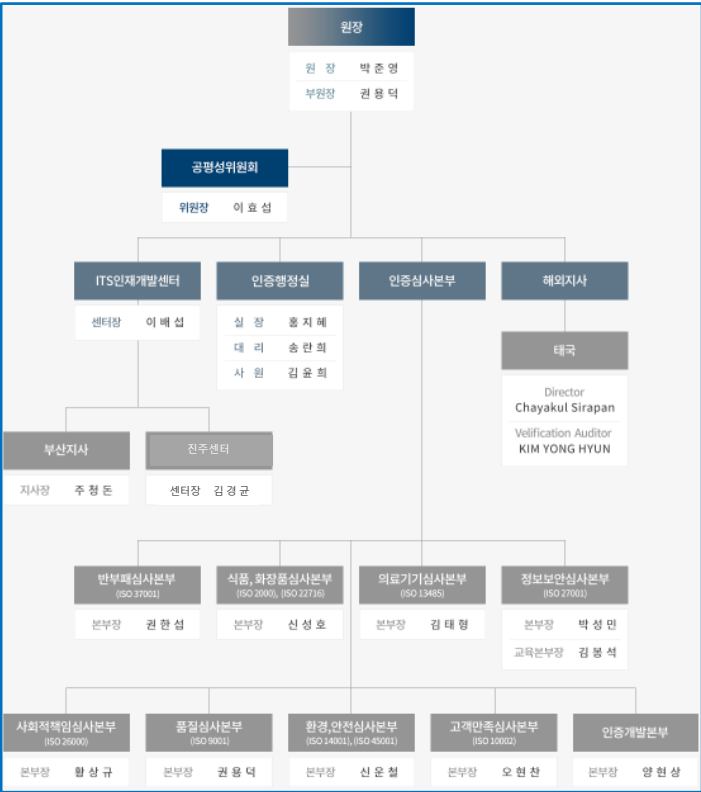 원장
원 장 박준영
부원장 권용덕
공평성위원회
위원장 이효섭
ITS인재개발센터
센터장 이배섭
인증행정실
실 장 홍지혜
대 리 송란희
사 원 김윤희
인증심사본부
해외지사
태국
Director
Chayakul Sirapan
Velification Auditor
KIM YONG HYUN
부산지사
지사장 주청돈
진주센터
센터장 김경균
반부패심사본부
(ISO 37001)
본부장 권한섭
식품, 화장품심사본부
(ISO 2000), (ISO 22716)
본부장 신성호
의료기기심사본부
(ISO 13485)
본부장 김태형
정보보안심사본부
(ISO 27001)
본부장 박성민
교육본부장 김봉석
사회적책임심사본부
(ISO 26000)
본부장 황상규
품질심사본부
(ISO 9001)
본부장 권용덕
환경,안전심사본부
(ISO 14001), (ISO 45001)
본부장 신운철
고객만족심사본부
(ISO 10002)
본부장 오현찬
인증개발본부
본부장 양현상